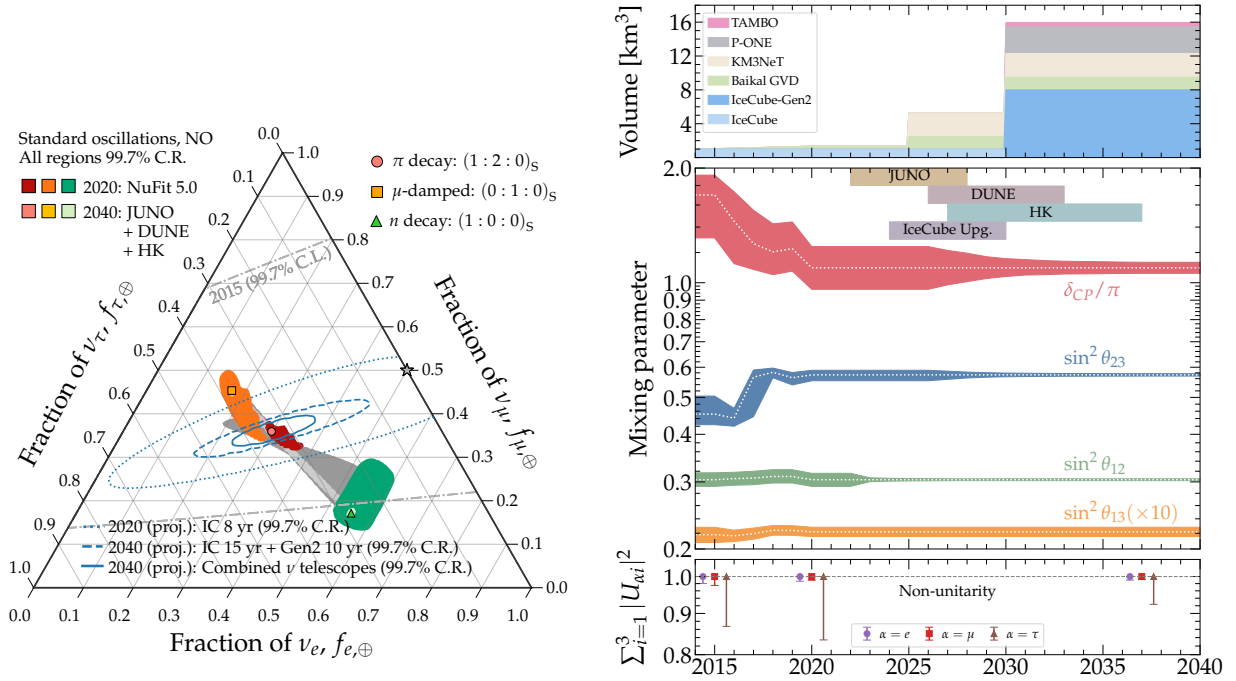 Standard oscillations, NO
All regions 99.7% C.R.
2020: NuFit 5.0
2040: JUNO
+ DUNE
+ HK
π decay: (1 : 2 : 0)S
μ-damped: (0 : 1 : 0)S
n decay: (1 : 0 : 0)S
2015 (99.7% C.L.)
Fraction of ντ, fτ,⊕
0.0
0.1
0.2
0.3
0.4
0.5
0.6
0.7
0.8
0.9
1.0
Fraction of νμ, fμ,⊕
1.0
0.9
0.8
0.7
0.6
0.5
0.4
0.3
0.2
0.1
0.0
2020 (proj.): IC 8 yr (99.7% C.R.)
2040 (proj.): IC 15 yr + Gen2 10 yr (99.7% C.R.)
2040 (proj.): Combined ν telescopes (99.7% C.R.)
0.0 0.1 0.2 0.3 0.4 0.5 0.6 0.7 0.8 0.9 1.0
Fraction of νe, fe,⊕
Volume [km³]
16
12
8
4
TAMBO
P-ONE
KM3NeT
Baikal GVD
IceCube-Gen2
IceCube
Mixing parameter
2.0
1.0
0.9
0.8
0.7
0.6
0.5
0.4
0.3
0.2
JUNO
DUNE
HK
IceCube Upg.
δCP/π
sin² θ23
sin² θ12
sin² θ13(×10)
∑³i=1 |Uαi|²
1.0
0.9
0.8
Non-unitarity
α = e α = μ α = τ
2015 2020 2025 2030 2035 2040